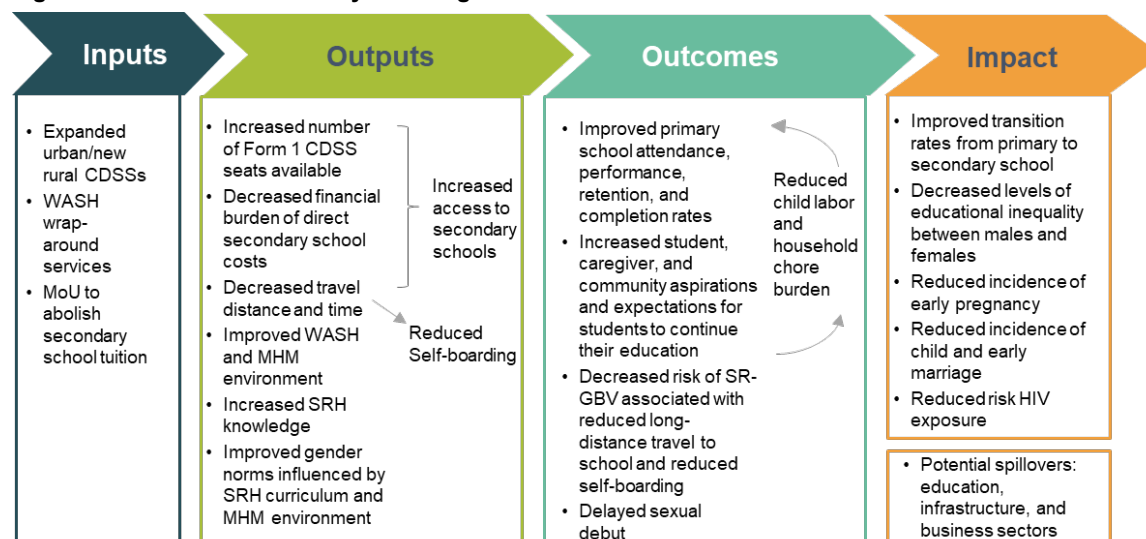 Inputs
Outputs
Outcomes
Impact
• Expanded
urban/new
rural CDSSs
• WASH
wrap-
around
services
• MoU to
abolish
secondary
school tuition
• Increased number
of Form 1 CDSS
seats available
• Decreased financial
burden of direct
secondary school
costs
• Decreased travel
distance and time
• Improved WASH
and MHM
environment
• Increased SRH
knowledge
• Improved gender
norms influenced by
SRH curriculum and
MHM environment
Increased
access to
secondary
schools
Reduced
Self-boarding
• Improved primary
school attendance,
performance,
retention, and
completion rates
• Increased student,
caregiver, and
community aspirations
and expectations for
students to continue
their education
• Decreased risk of SR-
GBV associated with
reduced long-
distance travel to
school and reduced
self-boarding
• Delayed sexual
debut
Reduced
child labor
and
household
chore
burden
• Improved transition
rates from primary to
secondary school
• Decreased levels of
educational inequality
between males and
females
• Reduced incidence of
early pregnancy
• Reduced incidence of
child and early
marriage
• Reduced risk HIV
exposure
• Potential spillovers:
education,
infrastructure, and
business sectors